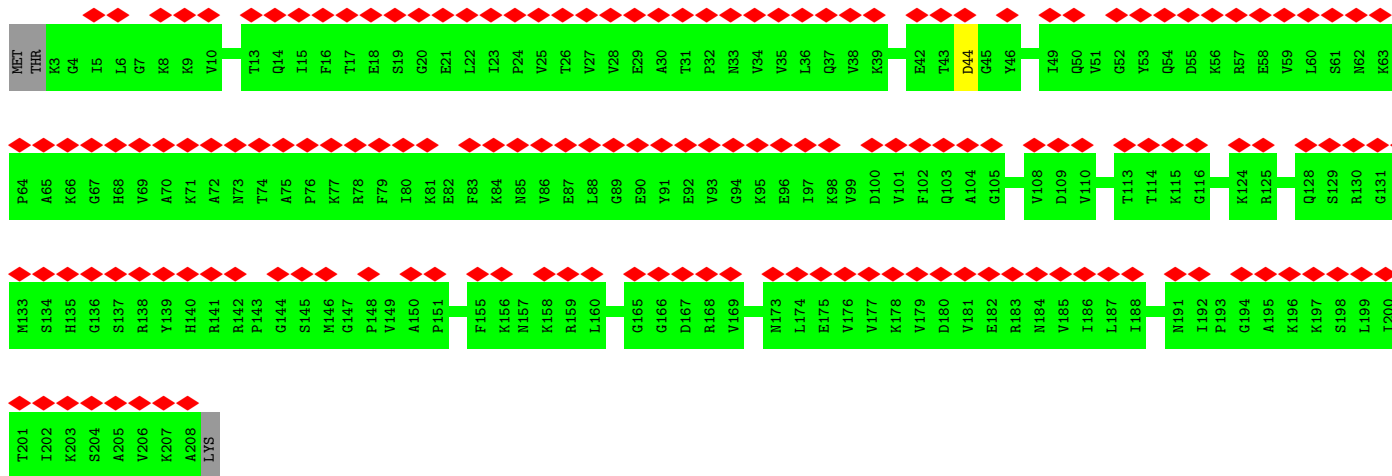 MET THR K3 G4 I5 L6 G7 K8 K9 V10 T13 Q14 I15 F16 T17 E18 S19 G20 E21 L22 I23 P24 V25 T26 V27 V28 E29 A30 T31 P32 N33 V34 V35 L36 Q37 V38 K39 E42 T43 D44 G45 Y46 I49 Q50 V51 G52 Y53 Q54 D55 K56 R57 E58 V59 L60 S61 N62 K63
P64 A65 K66 G67 H68 V69 A70 K71 A72 N73 T74 A75 P76 K77 R78 F79 I80 K81 E82 F83 K84 N85 V86 E87 L88 G89 E90 Y91 E92 V93 G94 K95 E96 I97 K98 V99 D100 V101 F102 Q103 A104 G105 V108 D109 V110 T113 T114 K115 G116 K124 R125 Q128 S129 R130 G131
M133 S134 H135 G136 S137 R138 Y139 H140 R141 R142 P143 G144 S145 M146 G147 P148 V149 A150 P151 F155 K156 N157 K158 R159 L160 G165 G166 D167 R168 V169 N173 L174 E175 V176 V177 K178 V179 D180 V181 E182 R183 N184 V185 I186 L187 I188 N191 I192 P193 G194 A195 K196 K197 S198 L199 I200
T201 I202 K203 S204 A205 V206 K207 A208 LYS